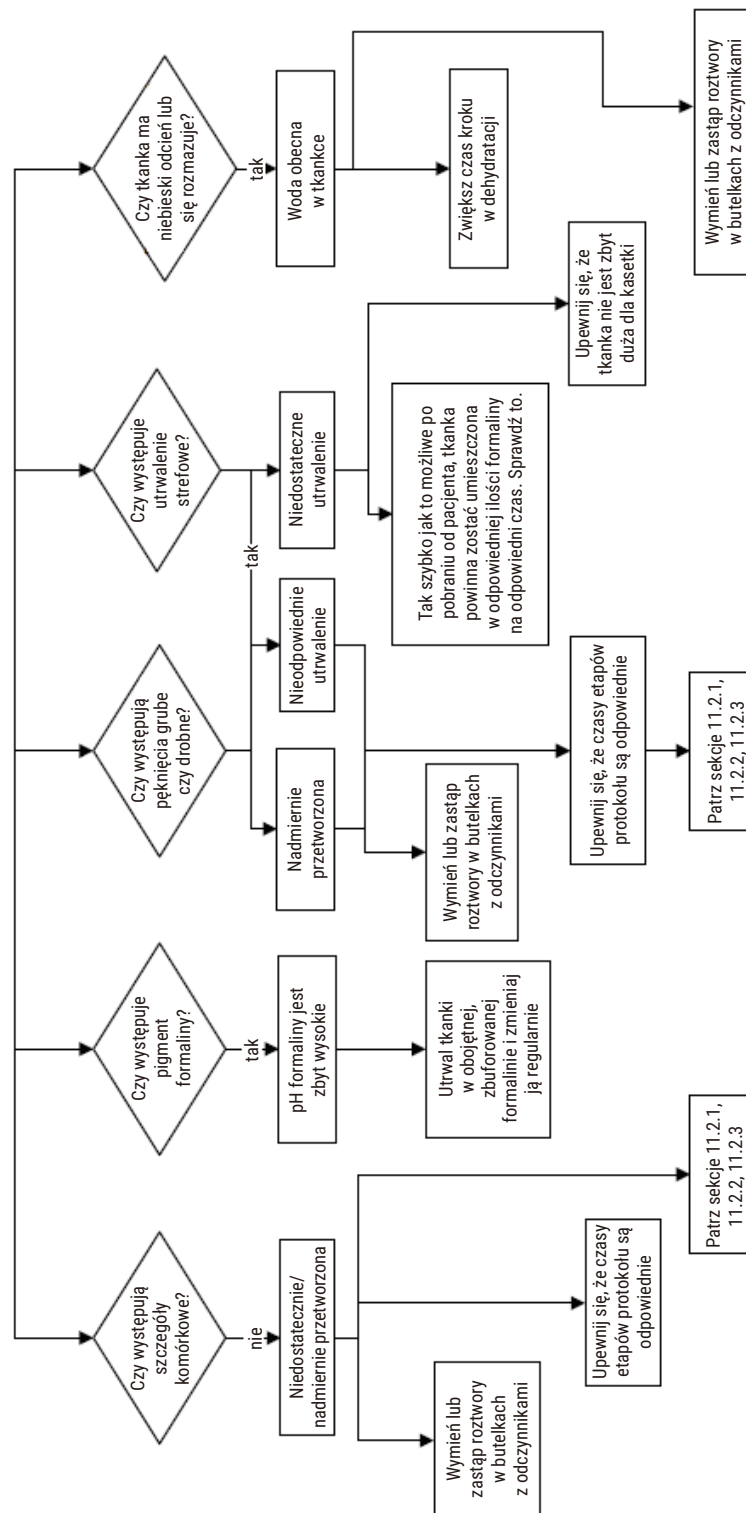 Czy występują
szczegóły
komórkowe?
nie
Niedostatecznie/
nadmiernie przetworzona
Wymień lub
zastąp roztwory
w butelkach
z odczynnikami
Upewnij się, że czasy
etapów protokołu są
odpowiednie
Patrz sekcje 11.2.1,
11.2.2, 11.2.3
Czy występuje
pigment
formaliny?
tak
pH formaliny jest
zbyt wysokie
Utrwal tkanki
w obojętnej,
zbuforowanej
formalinie i zmieniaj
ją regularnie
Czy występują
pęknięcia grube
czy drobne?
tak
Nadmiernie
przetworzona
Nieodpowiednie
utrwalenie
Wymień lub zastąp
roztwory w butelkach
z odczynnikami
Upewnij się, że czasy etapów
protokołu są odpowiednie
Patrz sekcje 11.2.1,
11.2.2, 11.2.3
Czy występuje
utrwalenie
strefowe?
Niedostateczne
utrwalenie
Tak szybko jak to możliwe po
pobraniu od pacjenta, tkanka
powinna zostać umieszczona
w odpowiedniej ilości formaliny
na odpowiedni czas. Sprawdź to.
Upewnij się, że
tkanka nie jest zbyt
duża dla kasetki
Czy tkanka ma
niebieski odcień lub
się rozmazuje?
tak
Woda obecna
w tkankce
Zwiększ czas kroku
w dehydratacji
Wymień lub zastąp roztwory
w butelkach z odczynnikami